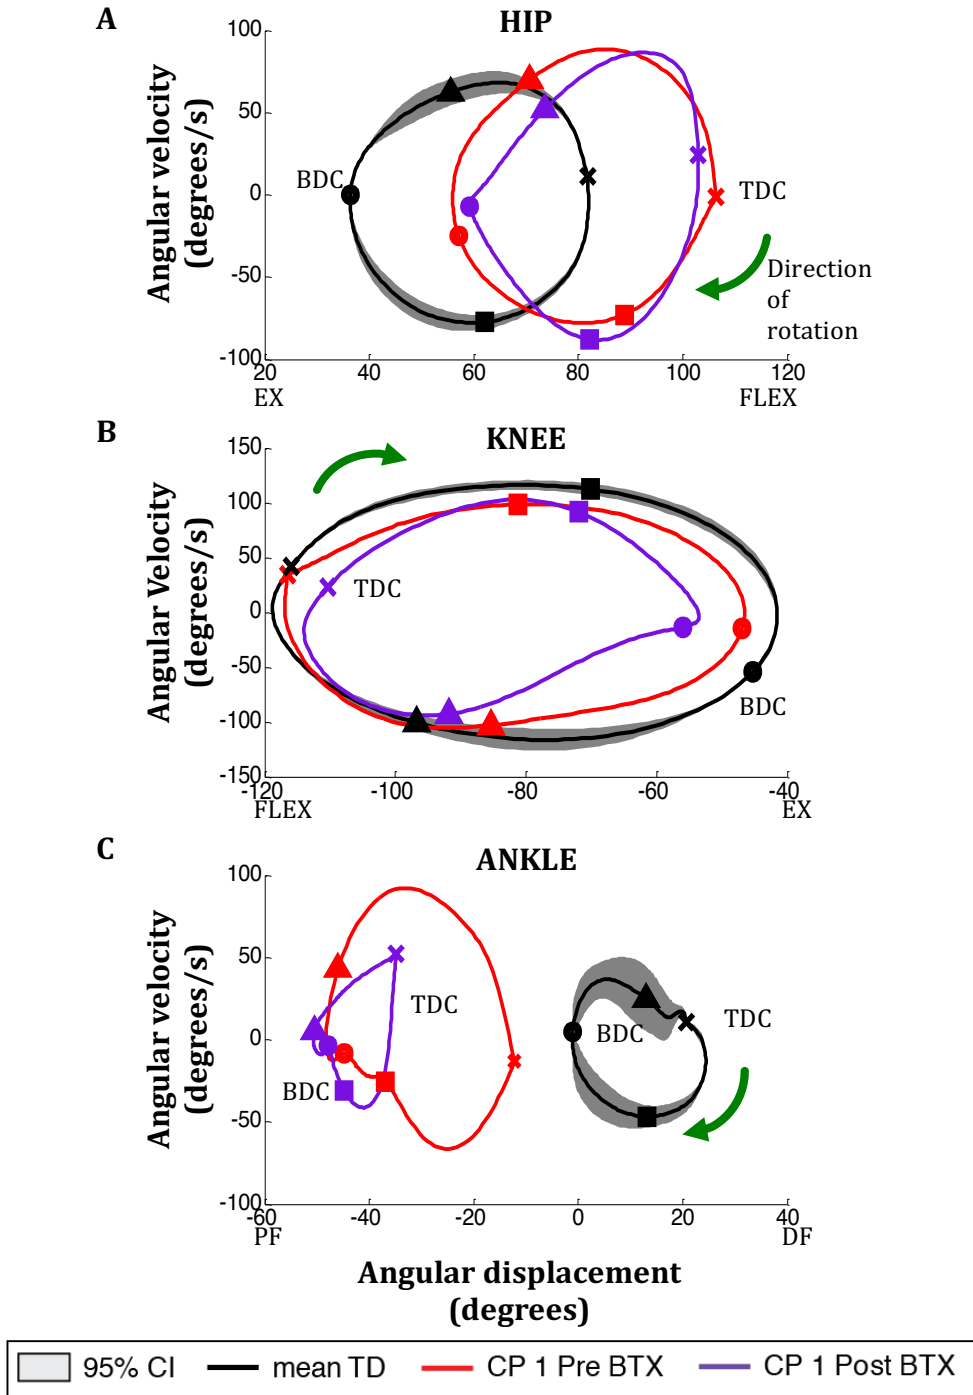 A
HIP
Angular velocity
(degrees/s)
100
50
0
-50
-100
BDC
TDC
Direction
of
rotation
20
40
60
80
100
120
EX
FLEX
B
KNEE
Angular Velocity
(degrees/s)
150
100
50
0
-50
-100
-150
TDC
BDC
-120
-100
-80
-60
-40
FLEX
EX
C
ANKLE
Angular velocity
(degrees/s)
100
50
0
-50
-100
TDC
BDC
BDC
TDC
-60
-40
-20
0
20
40
PF
DF
Angular displacement
(degrees)
95% CI
mean TD
CP 1 Pre BTX
CP 1 Post BTX